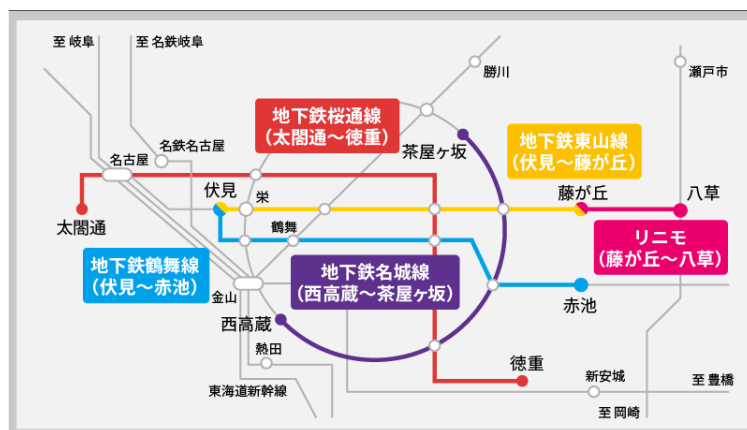 至 岐阜
至 名鉄岐阜
勝川
瀬戸市
地下鉄桜通線
(太閤通〜徳重)
地下鉄東山線
(伏見〜藤が丘)
名鉄名古屋
茶屋ヶ坂
名古屋
伏見
栄
藤が丘
八草
太閤通
鶴舞
リニモ
(藤が丘〜八草)
地下鉄鶴舞線
(伏見〜赤池)
地下鉄名城線
(西高蔵〜茶屋ヶ坂)
金山
赤池
西高蔵
熱田
徳重
新安城
至 豊橋
東海道新幹線
至 岡崎